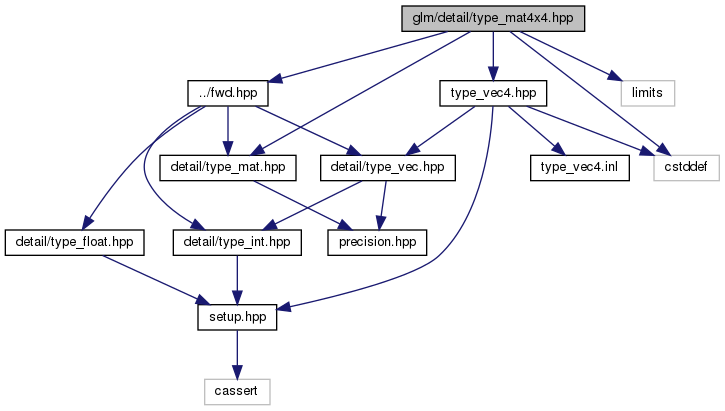 glm/detail/type_mat4x4.hpp
../fwd.hpp
type_vec4.hpp
limits
detail/type_mat.hpp
detail/type_vec.hpp
type_vec4.inl
cstddef
detail/type_float.hpp
detail/type_int.hpp
precision.hpp
setup.hpp
cassert